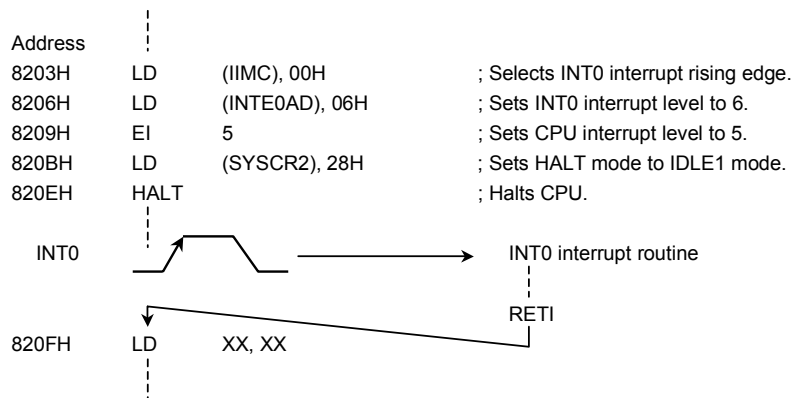 Address
8203H LD (IIMC), 00H ; Selects INT0 interrupt rising edge.
8206H LD (INTE0AD), 06H ; Sets INT0 interrupt level to 6.
8209H EI 5 ; Sets CPU interrupt level to 5.
820BH LD (SYSCR2), 28H ; Sets HALT mode to IDLE1 mode.
820EH HALT ; Halts CPU.
INT0 INT0 interrupt routine
RETI
820FH LD XX, XX